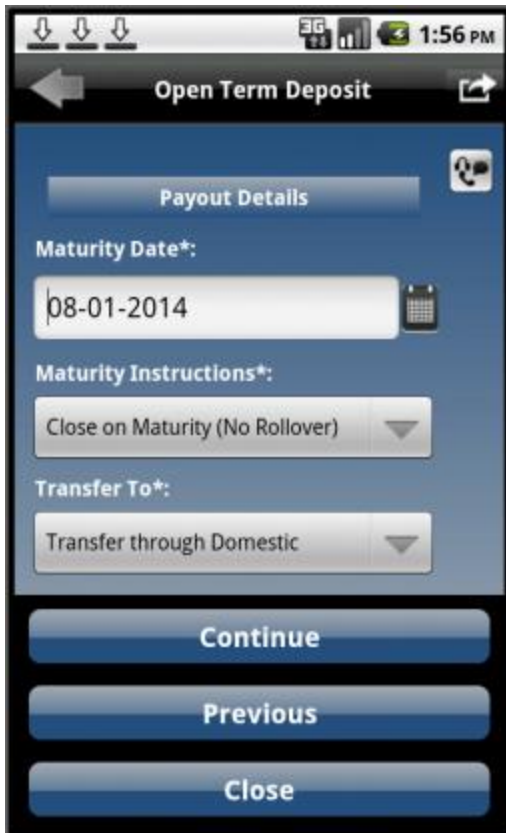 3G
1:56 PM
Open Term Deposit
Payout Details
Maturity Date*:
08-01-2014
Maturity Instructions*:
Close on Maturity (No Rollover)
Transfer To*:
Transfer through Domestic
Continue
Previous
Close